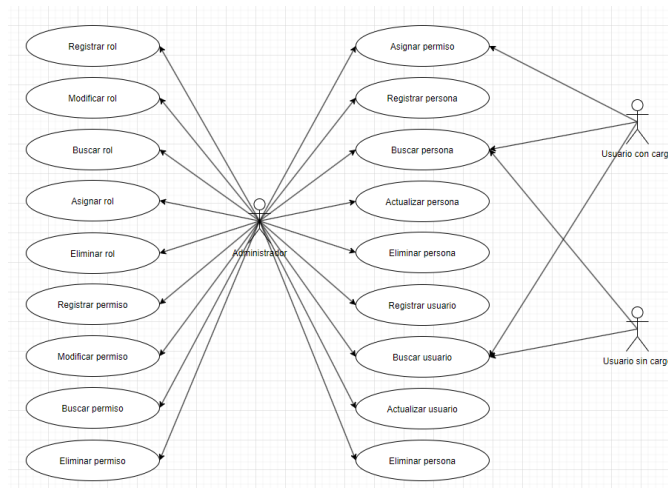 Registrar rol
Asignar permiso
Modificar rol
Registrar persona
Buscar rol
Buscar persona
Usuario con cargo
Asignar rol
Actualizar persona
Eliminar rol
Administrador
Eliminar persona
Registrar permiso
Registrar usuario
Modificar permiso
Buscar usuario
Usuario sin cargo
Buscar permiso
Actualizar usuario
Eliminar permiso
Eliminar persona